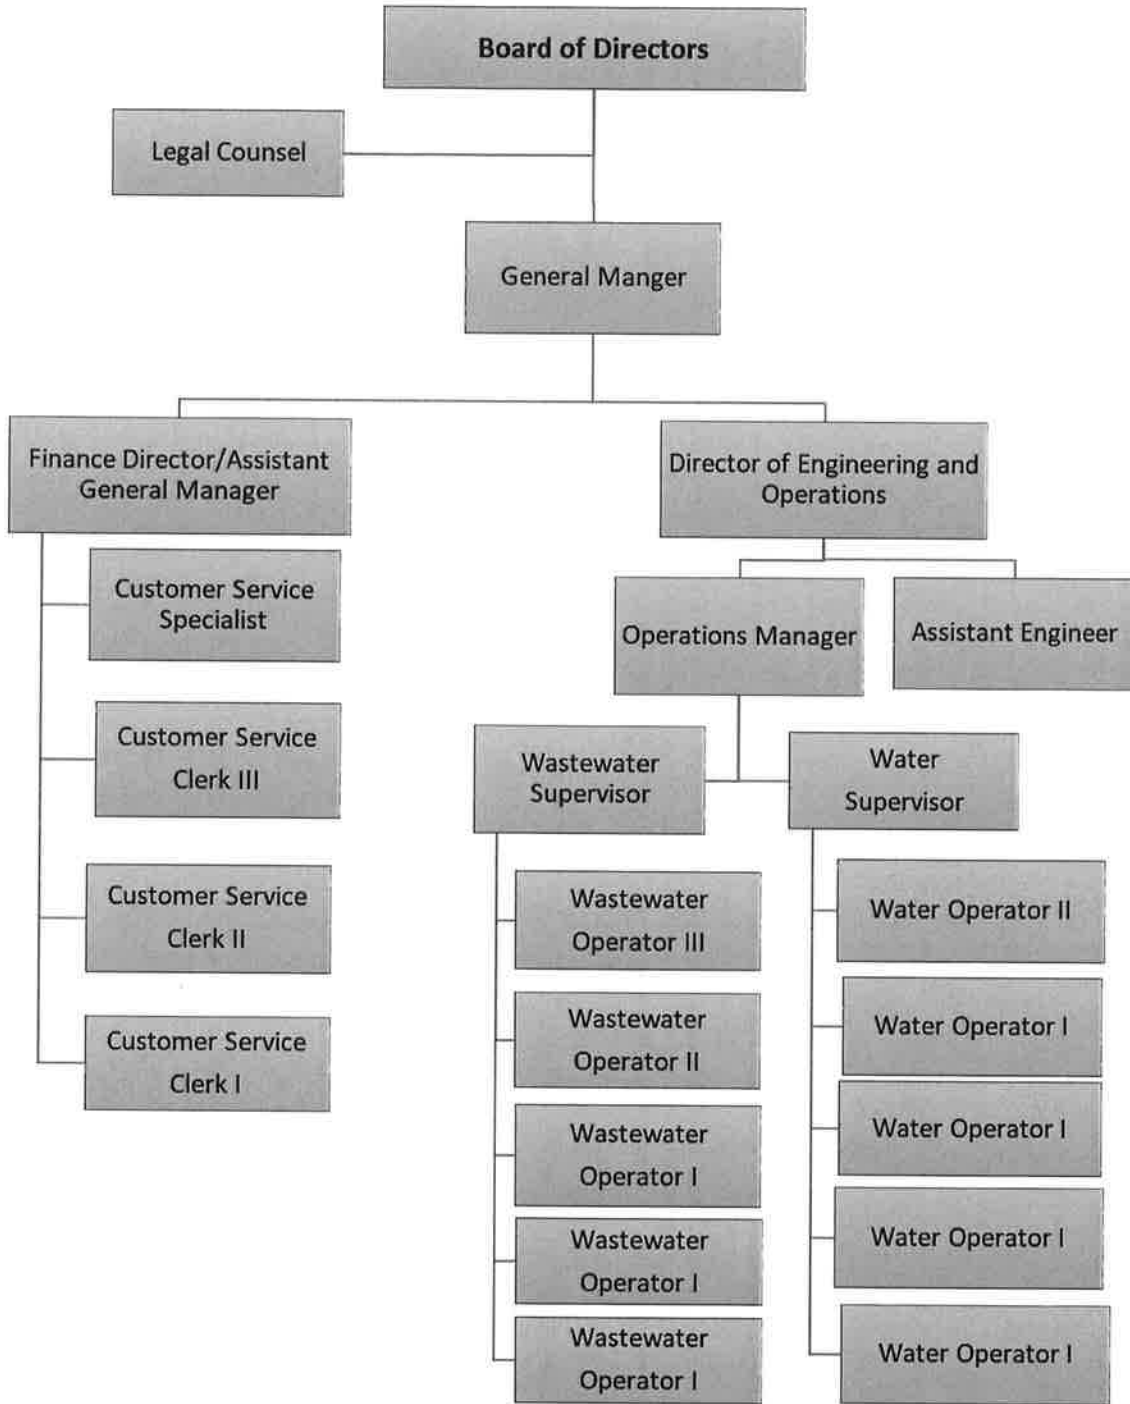 Board of Directors
Legal Counsel
General Manger
Finance Director/Assistant
General Manager
Director of Engineering and
Operations
Customer Service
Specialist
Operations Manager
Assistant Engineer
Customer Service
Clerk III
Wastewater
Supervisor
Water
Supervisor
Customer Service
Clerk II
Wastewater
Operator III
Water Operator II
Wastewater
Operator II
Water Operator I
Customer Service
Clerk I
Wastewater
Operator I
Water Operator I
Wastewater
Operator I
Water Operator I
Wastewater
Operator I
Water Operator I